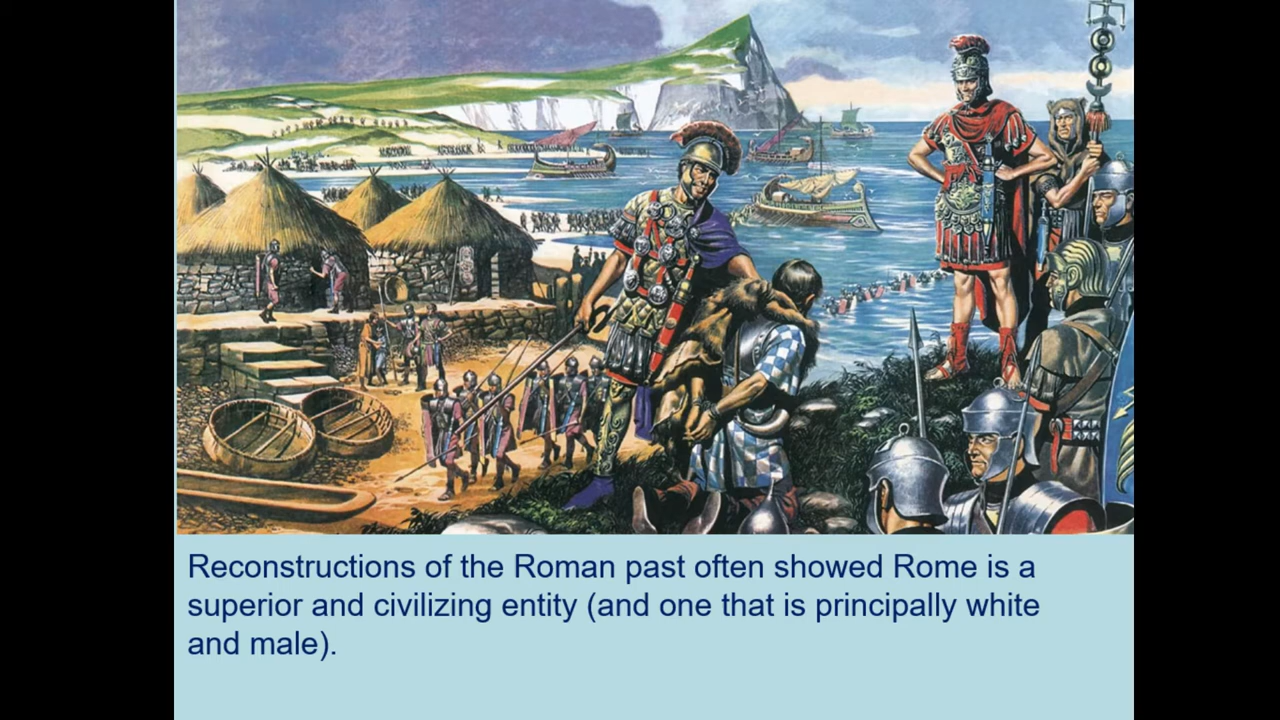 Reconstructions of the Roman past often showed Rome is a
superior and civilizing entity (and one that is principally white
and male).